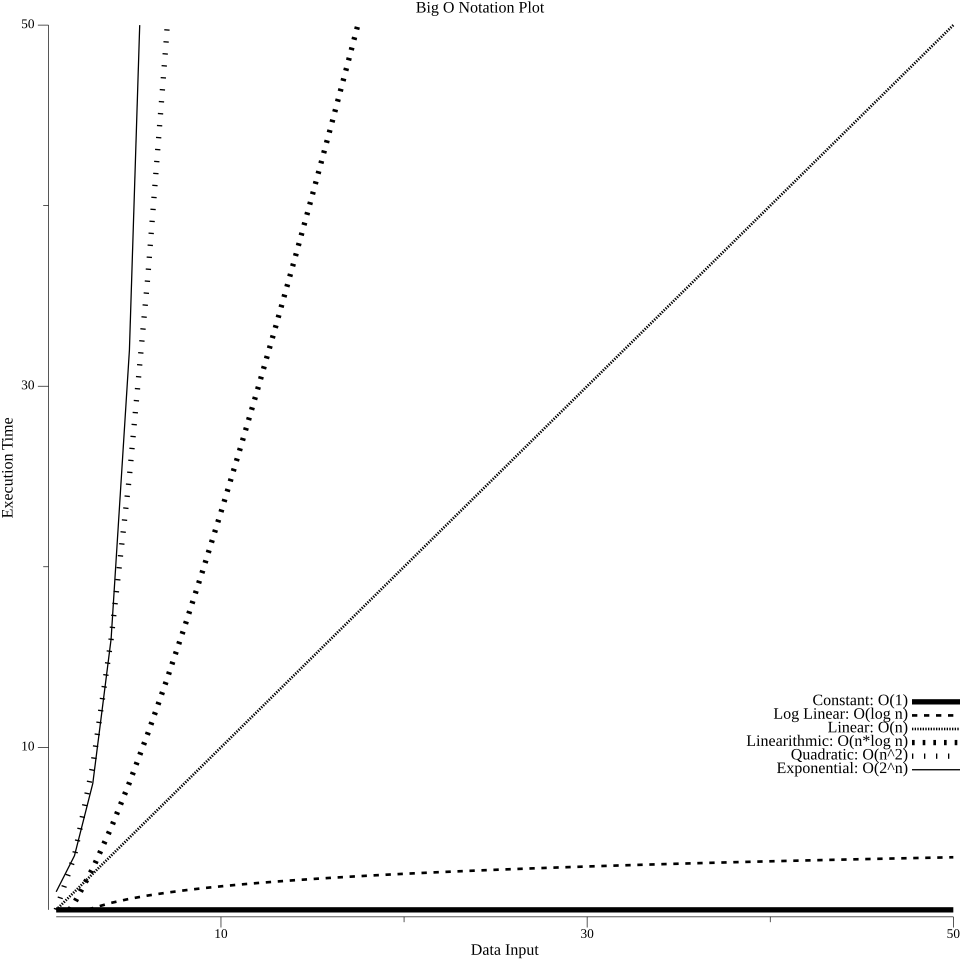 Big O Notation Plot
50
30
10
Execution Time
Constant: O(1)
Log Linear: O(log n)
Linear: O(n)
Linearithmic: O(n*log n)
Quadratic: O(n^2)
Exponential: O(2^n)
10
30
50
Data Input